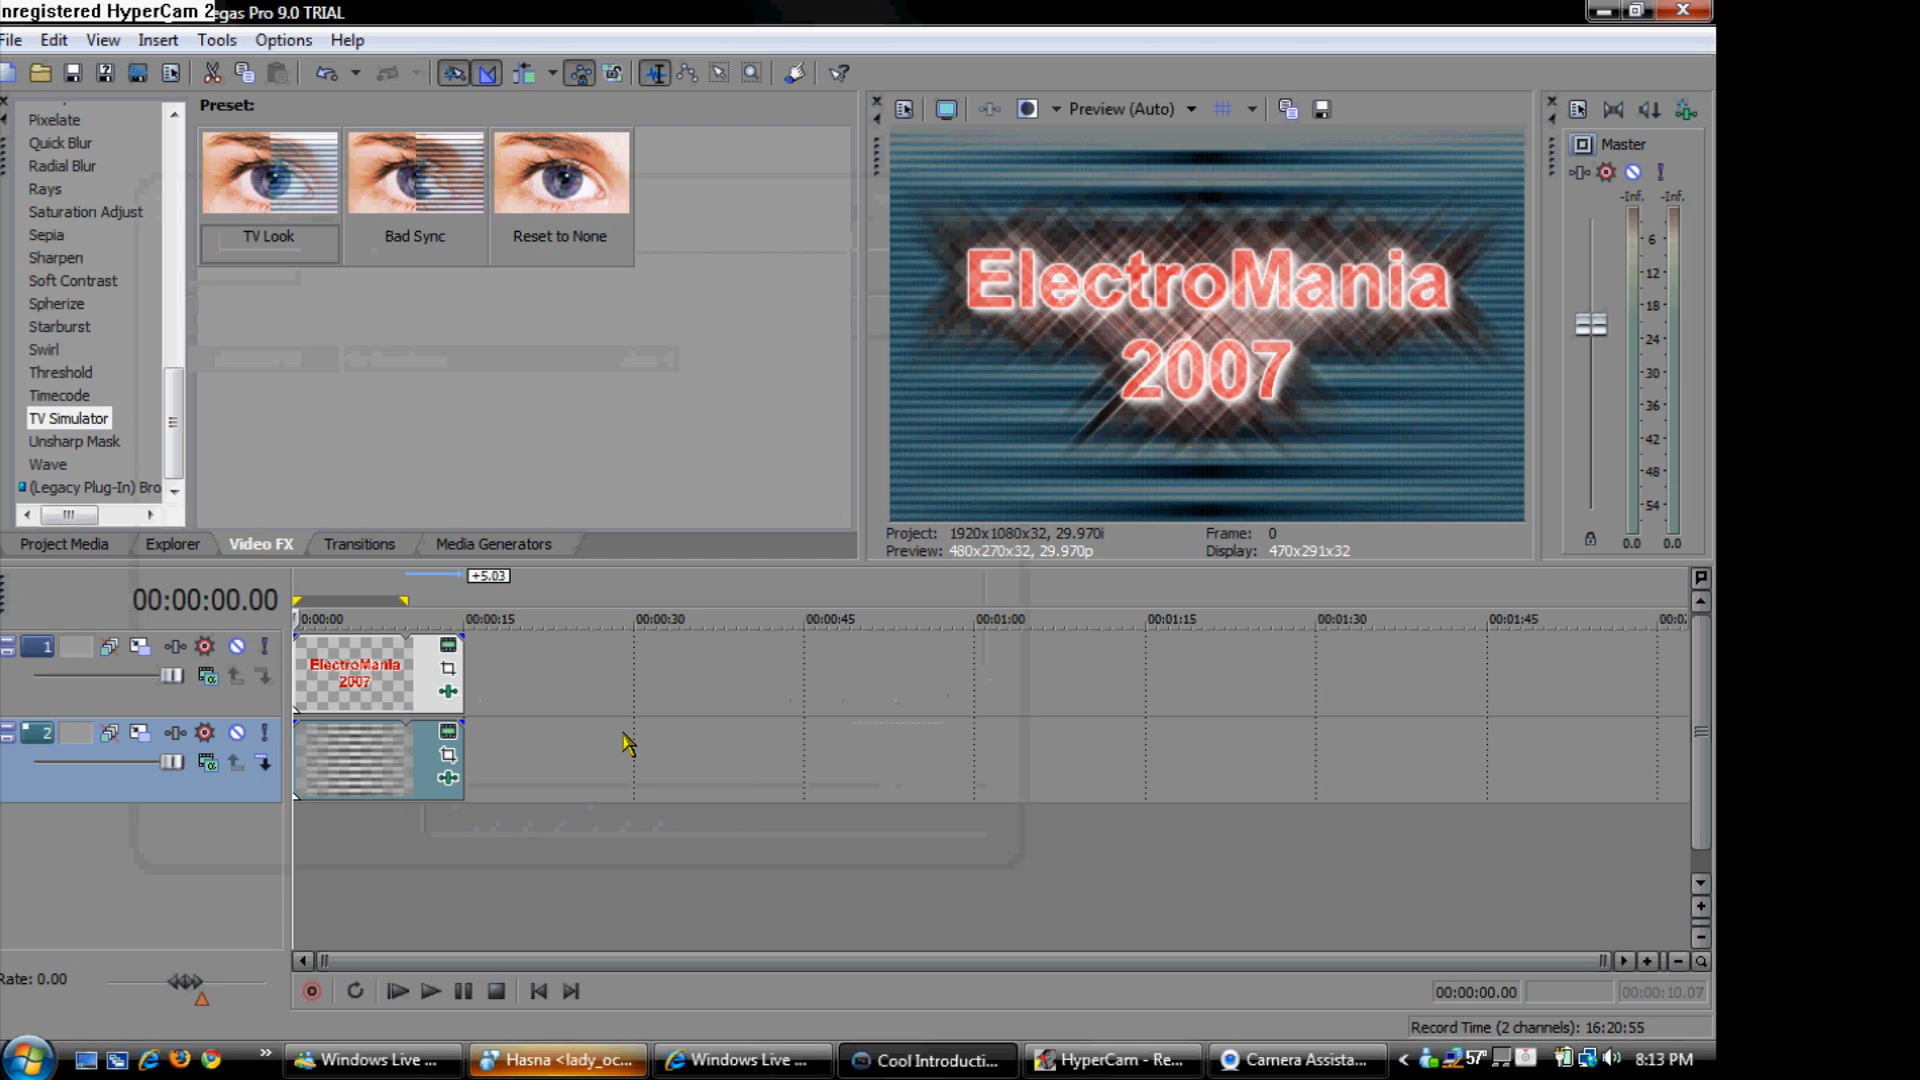 nregistered HyperCam 2
egas Pro 9.0 TRIAL
File Edit View Insert Tools Options Help
Pixelate
Quick Blur
Radial Blur
Rays
Saturation Adjust
Sepia
Sharpen
Soft Contrast
Spherize
Starburst
Swirl
Threshold
Timecode
TV Simulator
Unsharp Mask
Wave
(Legacy Plug-In) Bro
Preset:
TV Look
Bad Sync
Reset to None
Project Media Explorer Video FX Transitions Media Generators
Preview (Auto)
ElectroMania
2007
Project: 1920x1080x32, 29.970i Frame: 0
Preview: 480x270x32, 29.970p Display: 470x291x32
Master
-Inf. -Inf.
6
-12
18
-24
-30
-36
-42
-48
-54
0.0 0.0
+5.03
00:00:00.00
0:00:00 00:00:15 00:00:30 00:00:45 00:01:00 00:01:15 00:01:30 00:01:45 00:0
1
ElectroMania
2007
2
Rate: 0.00
00:00:00.00 00:00:10.07
Record Time (2 channels): 16:20:55
Windows Live ... Hasna <lady_oc... Windows Live ... Cool Introducti... HyperCam - Re... Camera Assista... 57° 8:13 PM